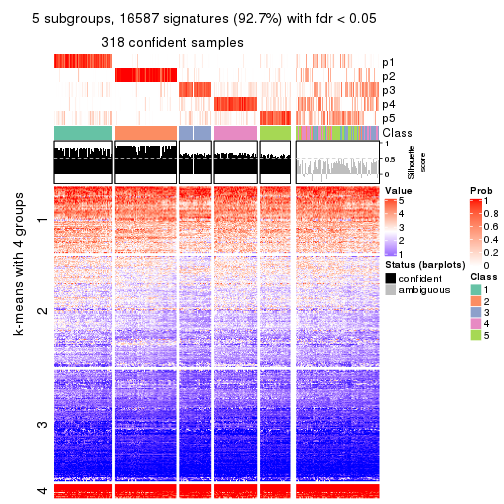 5 subgroups, 16587 signatures (92.7%) with fdr < 0.05
318 confident samples
p1
p2
p3
p4
p5
Class
1
0.5
0
Silhouette
score
k-means with 4 groups
1
2
3
4
Value
5
4
3
2
1
Status (barplots)
confident
ambiguous
Prob
1
0.8
0.6
0.4
0.2
0
Class
1
2
3
4
5